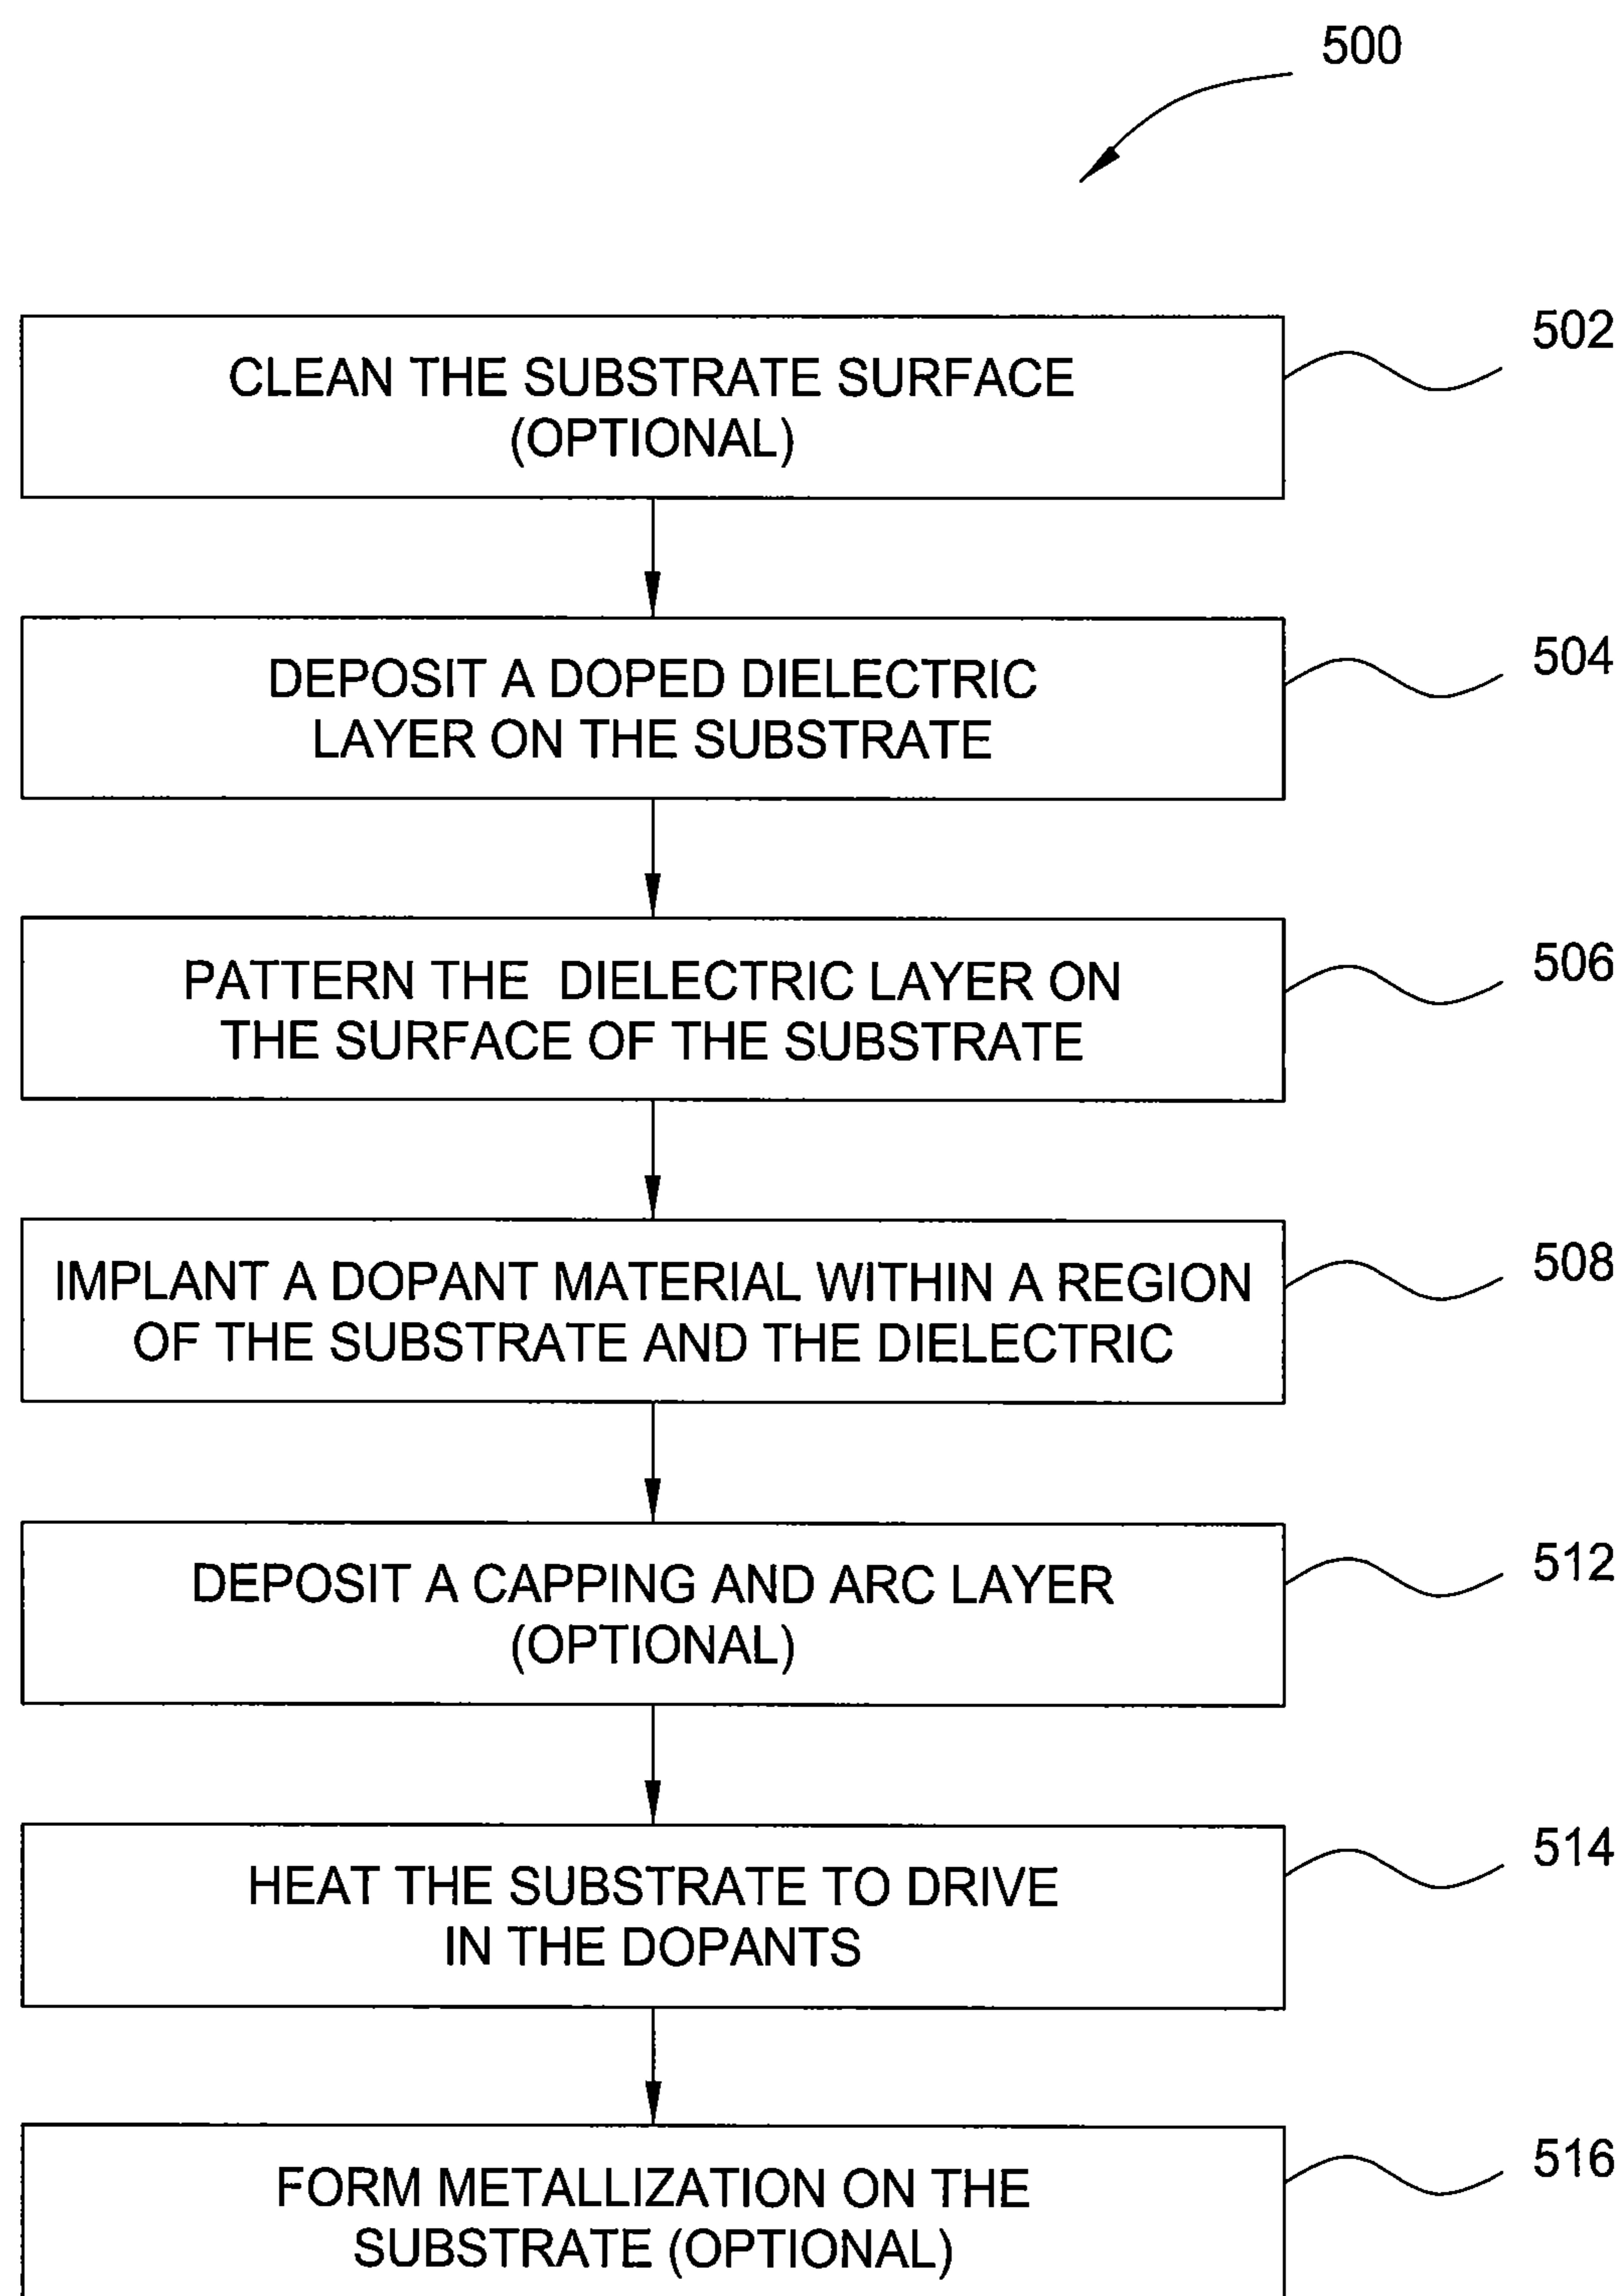 500
CLEAN THE SUBSTRATE SURFACE
(OPTIONAL)
502
DEPOSIT A DOPED DIELECTRIC
LAYER ON THE SUBSTRATE
504
PATTERN THE DIELECTRIC LAYER ON
THE SURFACE OF THE SUBSTRATE
506
IMPLANT A DOPANT MATERIAL WITHIN A REGION
OF THE SUBSTRATE AND THE DIELECTRIC
508
DEPOSIT A CAPPING AND ARC LAYER
(OPTIONAL)
512
HEAT THE SUBSTRATE TO DRIVE
IN THE DOPANTS
514
FORM METALLIZATION ON THE
SUBSTRATE (OPTIONAL)
516